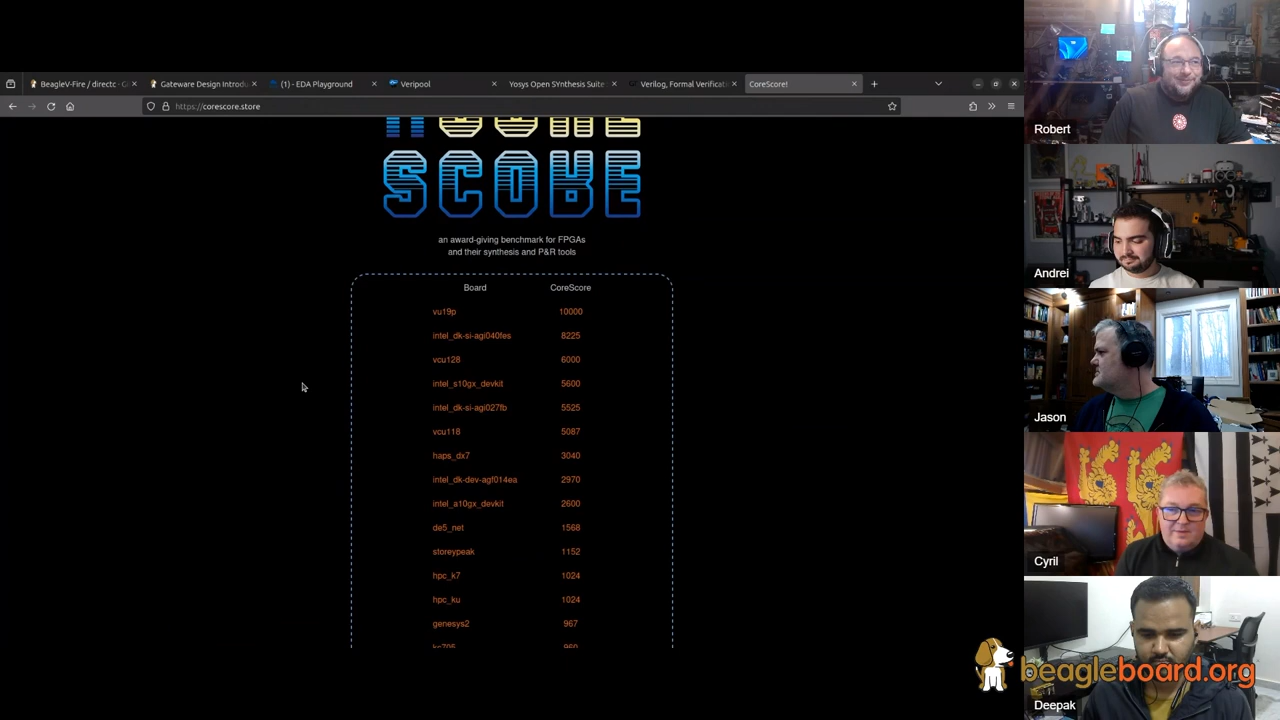 BeagleV-Fire / directc - G
Gateware Design Introdu
(1) - EDA Playground
Veripool
Yosys Open SYnthesis Suite
Verilog, Formal Verificati
CoreScore!
https://corescore.store
SCORE
an award-giving benchmark for FPGAs
and their synthesis and P&R tools
Board CoreScore
vu19p 10000
intel_dk-si-agi040fes 8225
vcu128 6000
intel_s10gx_devkit 5600
intel_dk-si-agi027fb 5525
vcu118 5087
haps_dx7 3040
intel_dk-dev-agf014ea 2970
intel_a10gx_devkit 2600
de5_net 1568
storeypeak 1152
hpc_k7 1024
hpc_ku 1024
genesys2 967
kc705 960
Robert
Andrei
Jason
Cyril
Deepak
beagleboard.org